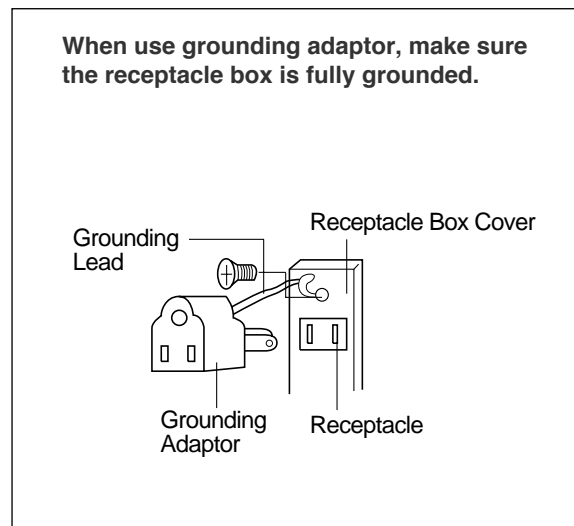 When use grounding adaptor, make sure
the receptacle box is fully grounded.
Grounding
Lead
Receptacle Box Cover
Grounding
Adaptor
Receptacle